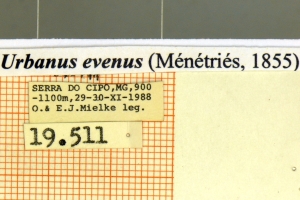 Urbanus evenus (Ménétriés, 1855)
SERRA DO CIPO,MG,900
-1100m,29-30-XI-1988
O.& E.J.Mielke leg.
19.511